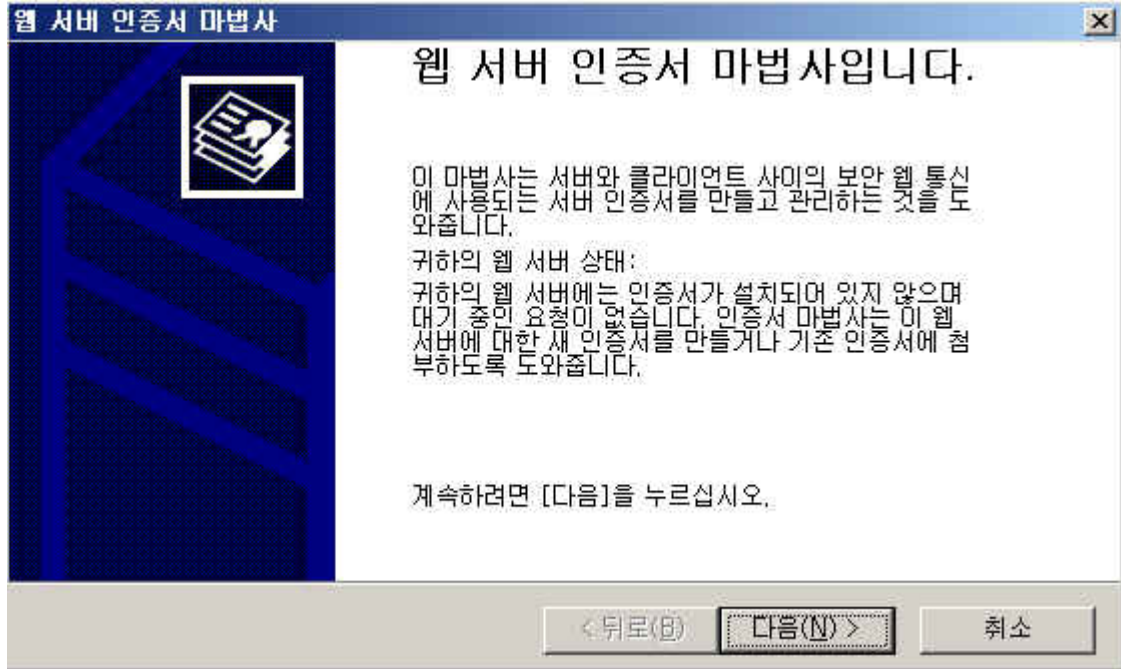 웹 서버 인증서 마법사
웹 서버 인증서 마법사입니다.
이 마법사는 서버와 클라이언트 사이의 보안 웹 통신
에 사용되는 서버 인증서를 만들고 관리하는 것을 도
와줍니다.
귀하의 웹 서버 상태:
귀하의 웹 서버에는 인증서가 설치되어 있지 않으며
대기 중인 요청이 없습니다. 인증서 마법사는 이 웹
서버에 대한 새 인증서를 만들거나 기존 인증서에 첨
부하도록 도와줍니다.
계속하려면 [다음]을 누르십시오.
< 뒤로(B) 다음(N) > 취소